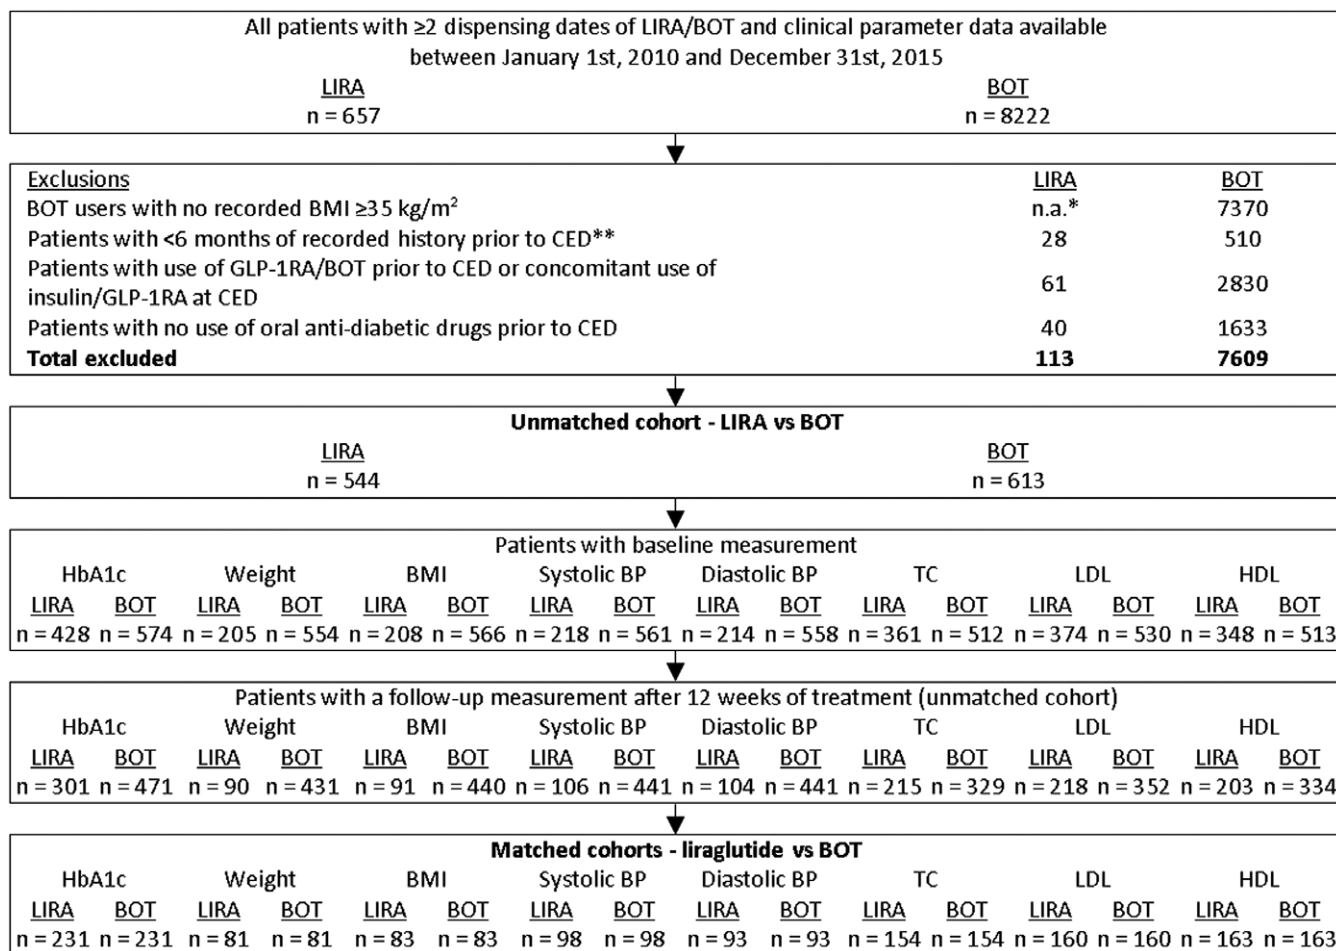 All patients with ≥2 dispensing dates of LIRA/BOT and clinical parameter data available
between January 1st, 2010 and December 31st, 2015
LIRA BOT
n = 657 n = 8222
Exclusions LIRA BOT
BOT users with no recorded BMI ≥35 kg/m² n.a.* 7370
Patients with <6 months of recorded history prior to CED** 28 510
Patients with use of GLP-1RA/BOT prior to CED or concomitant use of
insulin/GLP-1RA at CED 61 2830
Patients with no use of oral anti-diabetic drugs prior to CED 40 1633
Total excluded 113 7609
Unmatched cohort - LIRA vs BOT
LIRA BOT
n = 544 n = 613
Patients with baseline measurement
HbA1c Weight BMI Systolic BP Diastolic BP TC LDL HDL
LIRA BOT LIRA BOT LIRA BOT LIRA BOT LIRA BOT LIRA BOT LIRA BOT LIRA BOT
n = 428 n = 574 n = 205 n = 554 n = 208 n = 566 n = 218 n = 561 n = 214 n = 558 n = 361 n = 512 n = 374 n = 530 n = 348 n = 513
Patients with a follow-up measurement after 12 weeks of treatment (unmatched cohort)
HbA1c Weight BMI Systolic BP Diastolic BP TC LDL HDL
LIRA BOT LIRA BOT LIRA BOT LIRA BOT LIRA BOT LIRA BOT LIRA BOT LIRA BOT
n = 301 n = 471 n = 90 n = 431 n = 91 n = 440 n = 106 n = 441 n = 104 n = 441 n = 215 n = 329 n = 218 n = 352 n = 203 n = 334
Matched cohorts - liraglutide vs BOT
HbA1c Weight BMI Systolic BP Diastolic BP TC LDL HDL
LIRA BOT LIRA BOT LIRA BOT LIRA BOT LIRA BOT LIRA BOT LIRA BOT LIRA BOT
n = 231 n = 231 n = 81 n = 81 n = 83 n = 83 n = 98 n = 98 n = 93 n = 93 n = 154 n = 154 n = 160 n = 160 n = 163 n = 163